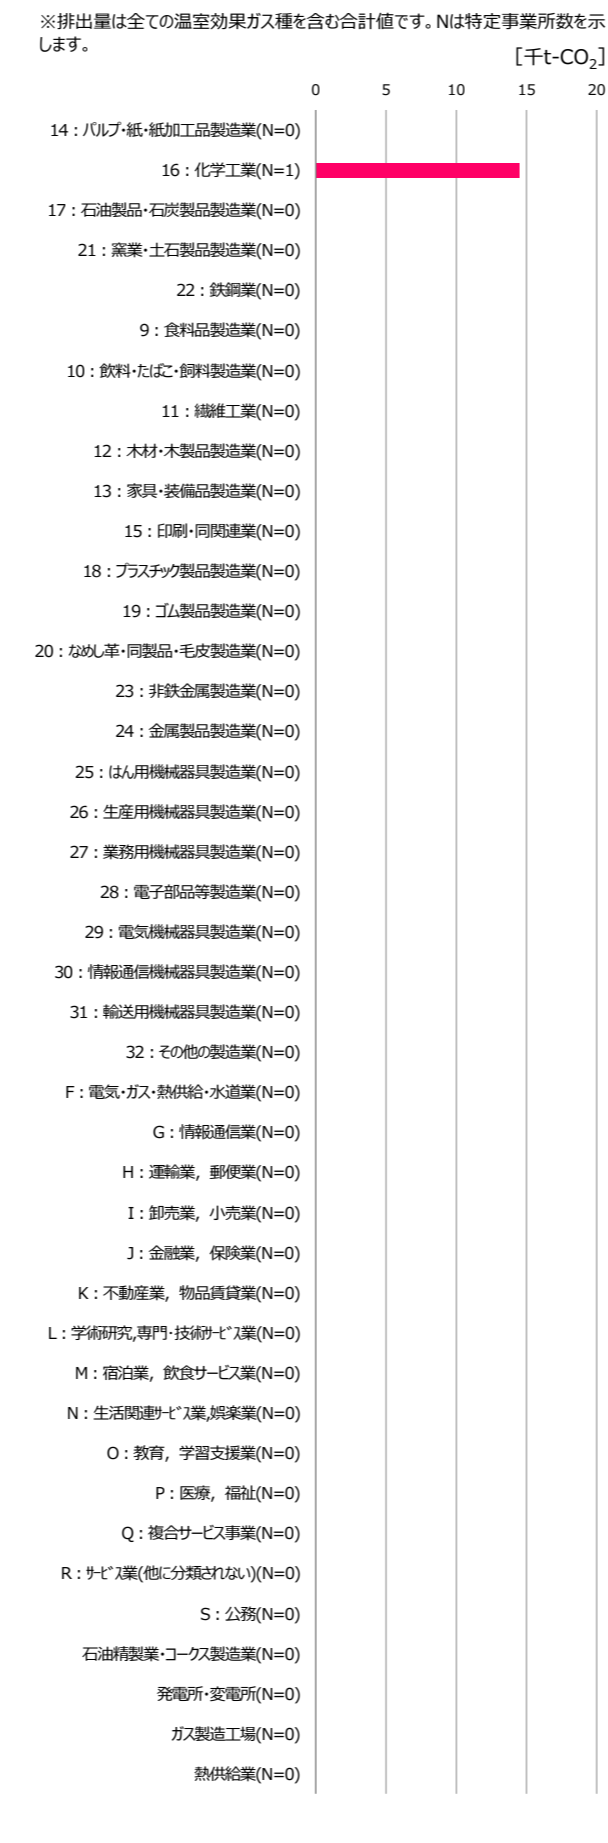 ※排出量は全ての温室効果ガス種を含む合計値です。Nは特定事業所数を示
します。
[千t-CO₂]
0 5 10 15 20
14：パルプ・紙・紙加工品製造業(N=0)
16：化学工業(N=1)
17：石油製品・石炭製品製造業(N=0)
21：窯業・土石製品製造業(N=0)
22：鉄鋼業(N=0)
9：食料品製造業(N=0)
10：飲料・たばこ・飼料製造業(N=0)
11：繊維工業(N=0)
12：木材・木製品製造業(N=0)
13：家具・装備品製造業(N=0)
15：印刷・同関連業(N=0)
18：プラスチック製品製造業(N=0)
19：ゴム製品製造業(N=0)
20：なめし革・同製品・毛皮製造業(N=0)
23：非鉄金属製造業(N=0)
24：金属製品製造業(N=0)
25：はん用機械器具製造業(N=0)
26：生産用機械器具製造業(N=0)
27：業務用機械器具製造業(N=0)
28：電子部品等製造業(N=0)
29：電気機械器具製造業(N=0)
30：情報通信機械器具製造業(N=0)
31：輸送用機械器具製造業(N=0)
32：その他の製造業(N=0)
F：電気・ガス・熱供給・水道業(N=0)
G：情報通信業(N=0)
H：運輸業，郵便業(N=0)
I：卸売業，小売業(N=0)
J：金融業，保険業(N=0)
K：不動産業，物品賃貸業(N=0)
L：学術研究,専門・技術ｻｰﾋﾞｽ業(N=0)
M：宿泊業，飲食サービス業(N=0)
N：生活関連ｻｰﾋﾞｽ業,娯楽業(N=0)
O：教育，学習支援業(N=0)
P：医療，福祉(N=0)
Q：複合サービス事業(N=0)
R：ｻｰﾋﾞｽ業(他に分類されない)(N=0)
S：公務(N=0)
石油精製業・コークス製造業(N=0)
発電所・変電所(N=0)
ガス製造工場(N=0)
熱供給業(N=0)